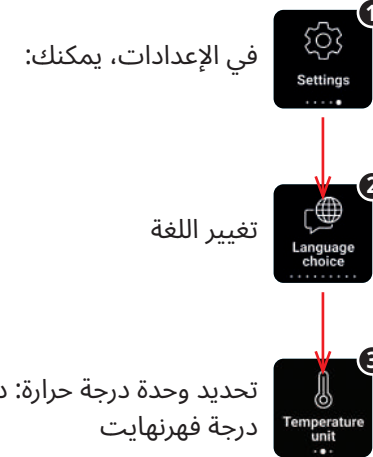 1
في الإعدادات، يمكنك:
Settings
2
تغيير اللغة
Language
choice
3
تحديد وحدة درجة حرارة:
درجة فهرنهايت
Temperature
unit